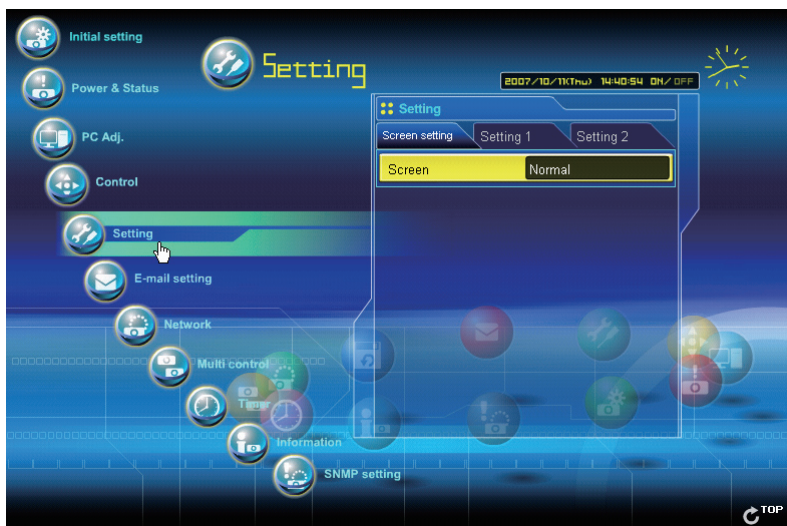 Initial setting
Power & Status
PC Adj.
Control
Setting
E-mail setting
Network
Multi control
Timer
Information
SNMP setting
Setting
2007/10/11(Thu) 14:40:54 ON/OFF
Setting
Screen setting Setting 1 Setting 2
Screen Normal
TOP